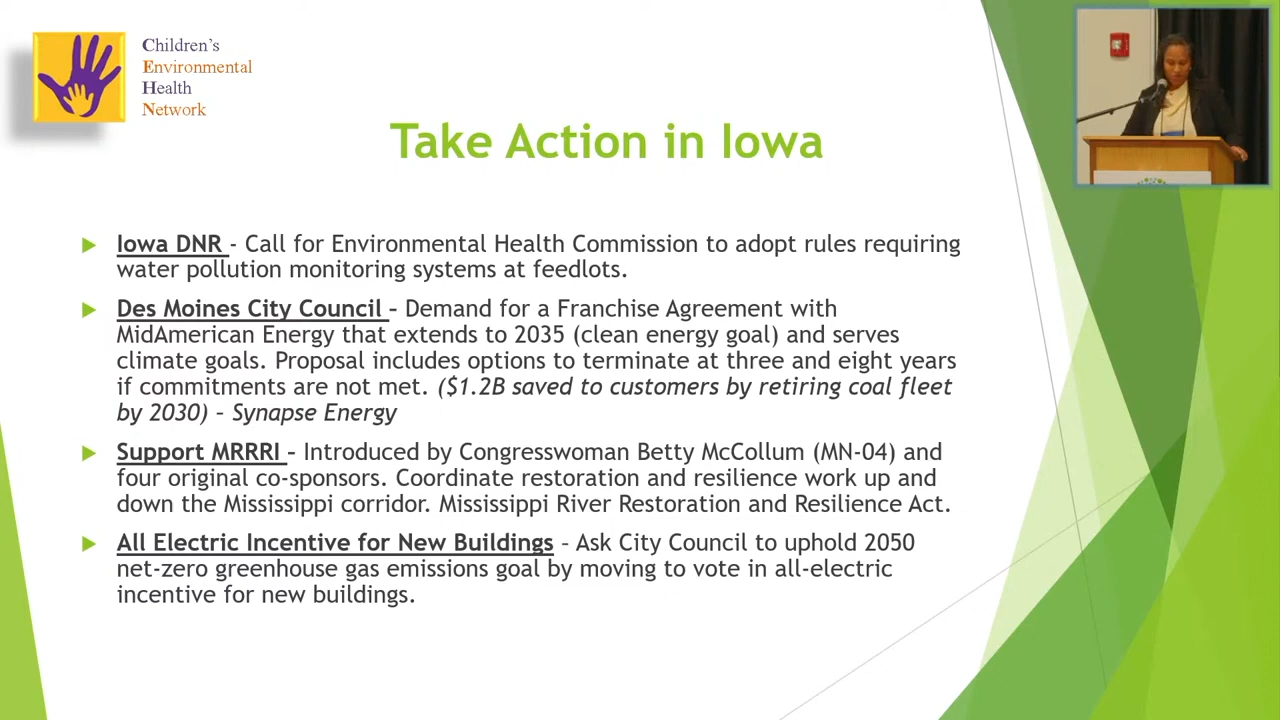 Children's
Environmental
Health
Network
Take Action in Iowa
Iowa DNR - Call for Environmental Health Commission to adopt rules requiring
water pollution monitoring systems at feedlots.
Des Moines City Council – Demand for a Franchise Agreement with
MidAmerican Energy that extends to 2035 (clean energy goal) and serves
climate goals. Proposal includes options to terminate at three and eight years
if commitments are not met. ($1.2B saved to customers by retiring coal fleet
by 2030) – Synapse Energy
Support MRRRI – Introduced by Congresswoman Betty McCollum (MN-04) and
four original co-sponsors. Coordinate restoration and resilience work up and
down the Mississippi corridor. Mississippi River Restoration and Resilience Act.
All Electric Incentive for New Buildings – Ask City Council to uphold 2050
net-zero greenhouse gas emissions goal by moving to vote in all-electric
incentive for new buildings.